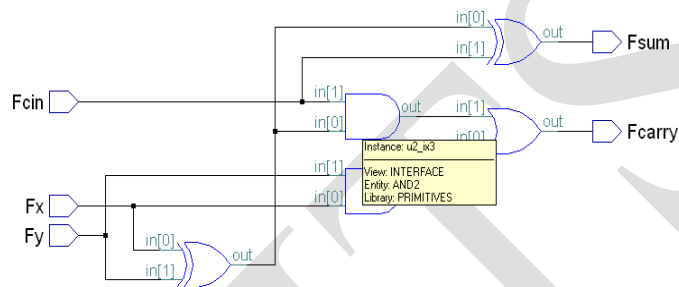 in[0]
out
Fsum
in[1]
Fcin
in[1]
out
in[1]
in[0]
in[0]
out
Fcarry
Instance: u2_ix3
View: INTERFACE
Entity: AND2
Library: PRIMITIVES
in[1]
in[0]
Fx
Fy
in[0]
out
in[1]